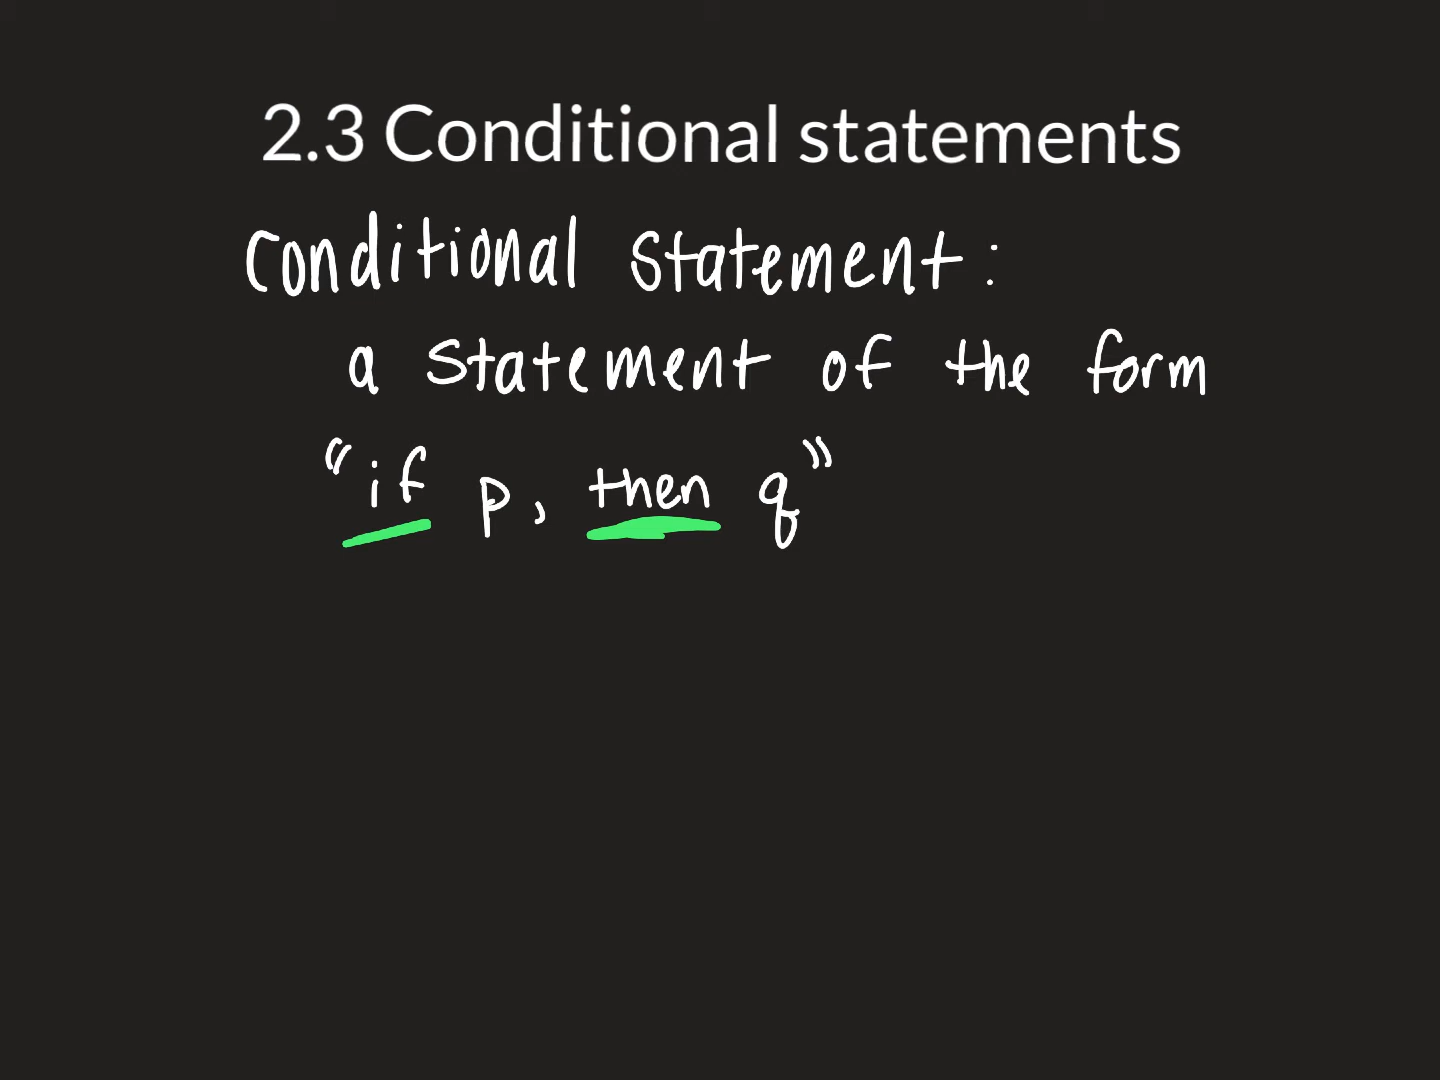 2.3 Conditional statements
Conditional Statement:
a statement of the form
“if p, then q”